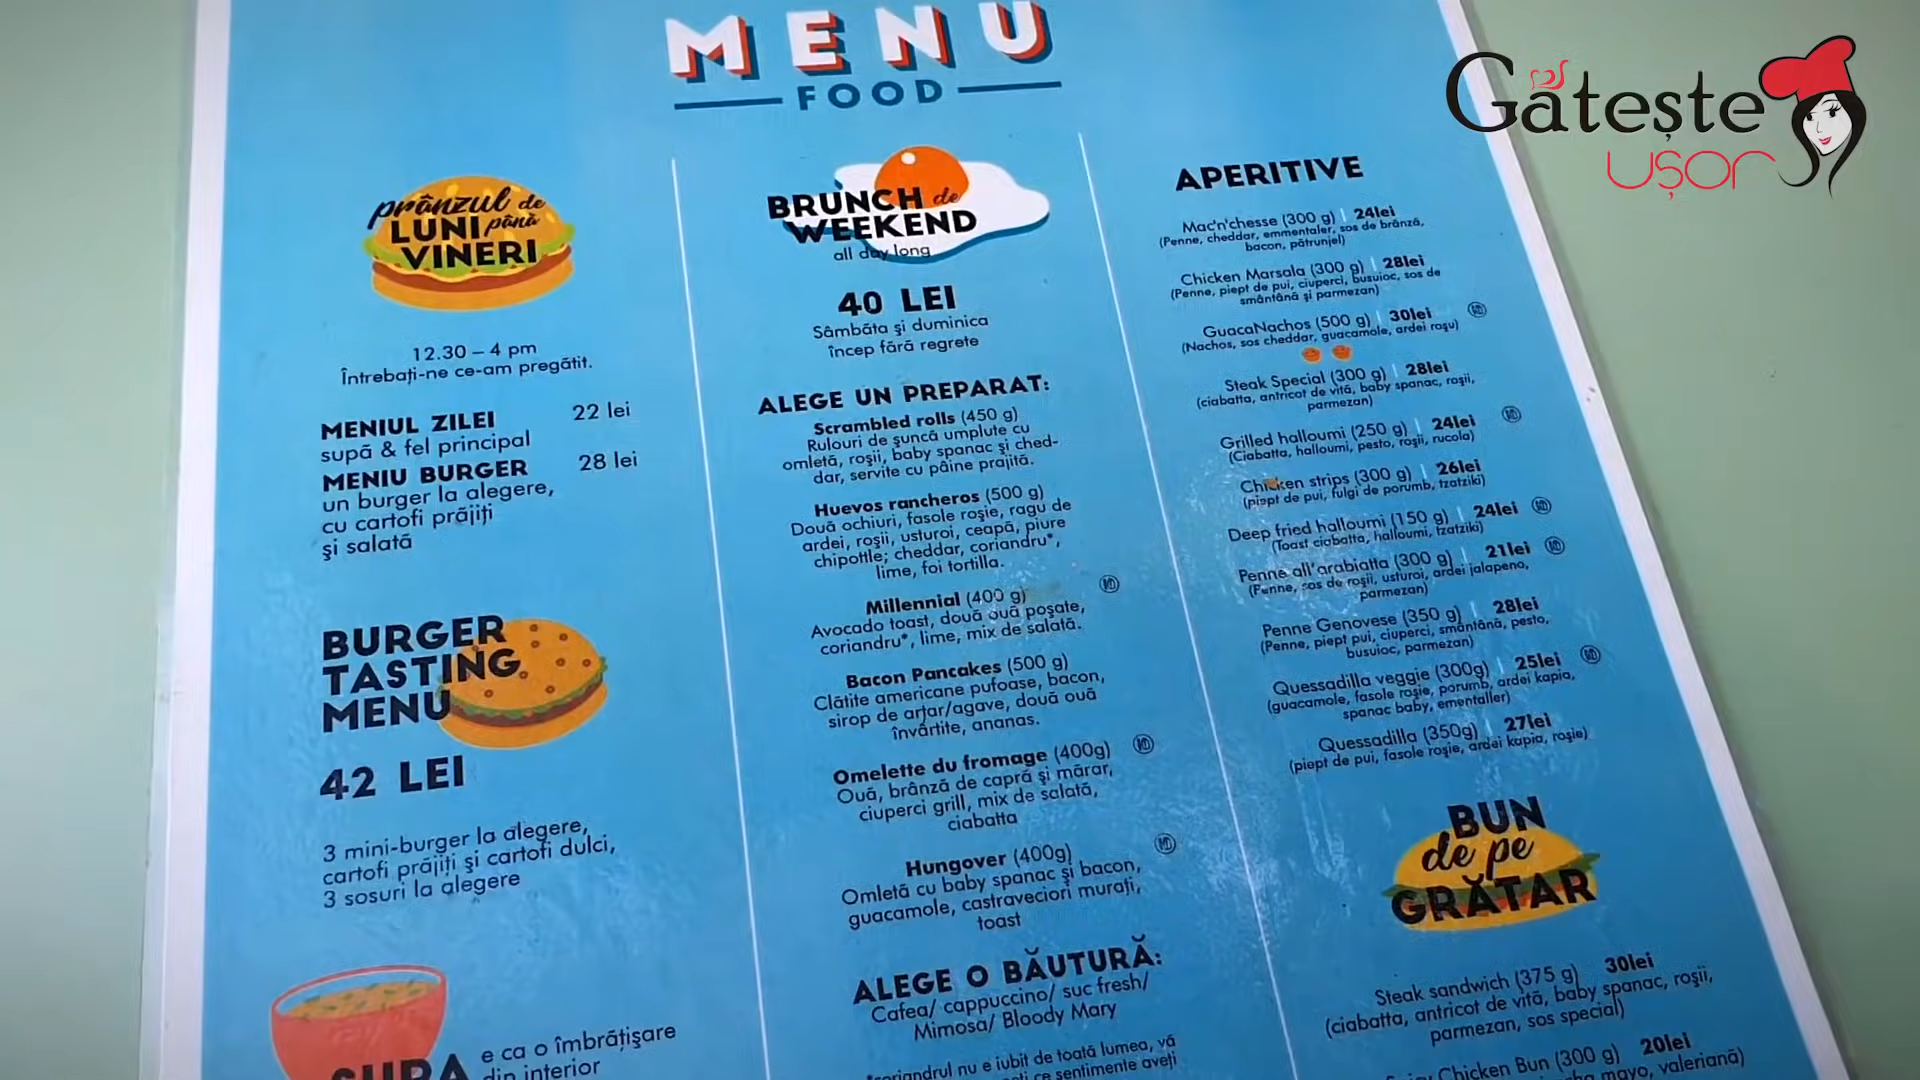 MENU
FOOD
Gătește
ușor
prânzul de
LUNI până
VINERI
12.30 – 4 pm
Întrebați-ne ce-am pregătit.
MENIUL ZILEI 22 lei
supă & fel principal
MENIU BURGER 28 lei
un burger la alegere,
cu cartofi prăjiți
și salată
BURGER
TASTING
MENU
42 LEI
3 mini-burger la alegere,
cartofi prăjiți și cartofi dulci,
3 sosuri la alegere
SUPA
e ca o îmbrățișare
din interior
BRUNCH de
WEEKEND
all day long
40 LEI
Sâmbăta și duminica
încep fără regrete
ALEGE UN PREPARAT:
Scrambled rolls (450 g)
Rulouri de șuncă umplute cu
omletă, roșii, baby spanac și ched-
dar, servite cu pâine prăjită.
Huevos rancheros (500 g)
Două ochiuri, fasole roșie, ragu de
ardei, roșii, usturoi, ceapă, piure
chipottle; cheddar, coriandru*,
lime, foi tortilla.
Millennial (400 g)
Avocado toast, două ouă poșate,
coriandru*, lime, mix de salată.
Bacon Pancakes (500 g)
Clătite americane pufoase, bacon,
sirop de arțar/agave, două ouă
învârtite, ananas.
Omelette du fromage (400g)
Ouă, brânză de capră și mărar,
ciuperci grill, mix de salată,
ciabatta
Hungover (400g)
Omletă cu baby spanac și bacon,
guacamole, castraveciori murați,
toast
ALEGE O BĂUTURĂ:
Cafea/ cappuccino/ suc fresh/
Mimosa/ Bloody Mary
*coriandrul nu e iubit de toată lumea, vă
ce sentimente aveți
APERITIVE
Mac'n'chesse (300 g) | 24lei
(Penne, cheddar, emmentaler, sos de brânză,
bacon, pătrunjel)
Chicken Marsala (300 g) | 28lei
(Penne, piept de pui, ciuperci, busuioc, sos de
smântână și parmezan)
GuacaNachos (500 g) | 30lei
(Nachos, sos cheddar, guacamole, ardei roșu)
Steak Special (300 g) | 28lei
(ciabatta, antricot de vită, baby spanac, roșii,
parmezan)
Grilled halloumi (250 g) | 24lei
(Ciabatta, halloumi, pesto, roșii, rucola)
Chicken strips (300 g) | 26lei
(piept de pui, fulgi de porumb, tzatziki)
Deep fried halloumi (150 g) | 24lei
(Toast ciabatta, halloumi, tzatziki)
Penne all'arabiatta (300 g) | 21lei
(Penne, sos de roșii, usturoi, ardei jalapeno,
parmezan)
Penne Genovese (350 g) | 28lei
(Penne, piept pui, ciuperci, smântână, pesto,
busuioc, parmezan)
Quessadilla veggie (300g) | 25lei
(guacamole, fasole roșie, porumb, ardei kapia,
spanac baby, ementaller)
Quessadilla (350g) | 27lei
(piept de pui, fasole roșie, ardei kapia, roșie)
BUN
de pe
GRĂTAR
Steak sandwich (375 g) 30lei
(ciabatta, antricot de vită, baby spanac, roșii,
parmezan, sos special)
Chicken Bun (300 g) 20lei
mayo, valeriană)